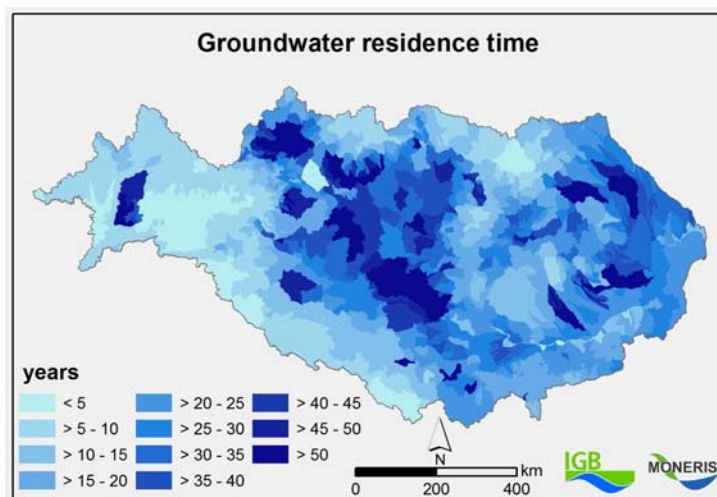 Groundwater residence time
years
< 5
> 5 - 10
> 10 - 15
> 15 - 20
> 20 - 25
> 25 - 30
> 30 - 35
> 35 - 40
> 40 - 45
> 45 - 50
> 50
N
km
0 200 400
IGB
MONERIS